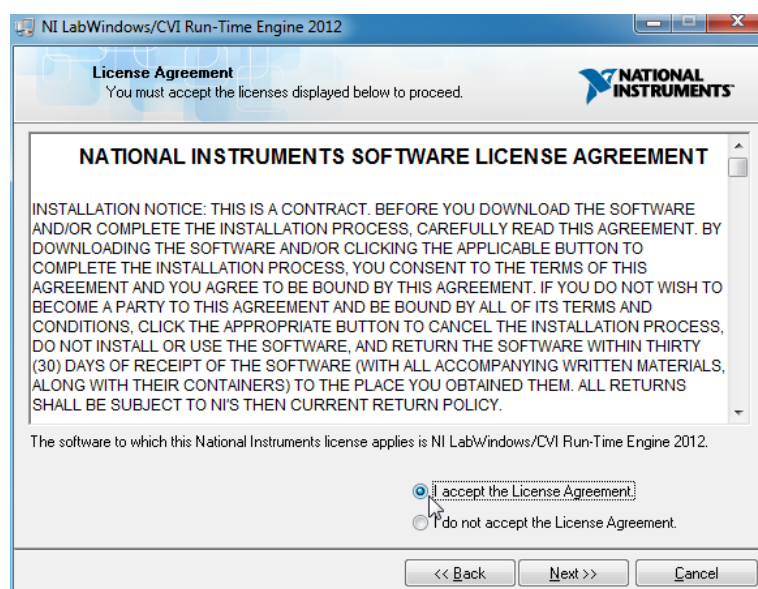 NI LabWindows/CVI Run-Time Engine 2012
License Agreement
You must accept the licenses displayed below to proceed.
NATIONAL
INSTRUMENTS
NATIONAL INSTRUMENTS SOFTWARE LICENSE AGREEMENT
INSTALLATION NOTICE: THIS IS A CONTRACT. BEFORE YOU DOWNLOAD THE SOFTWARE
AND/OR COMPLETE THE INSTALLATION PROCESS, CAREFULLY READ THIS AGREEMENT. BY
DOWNLOADING THE SOFTWARE AND/OR CLICKING THE APPLICABLE BUTTON TO
COMPLETE THE INSTALLATION PROCESS, YOU CONSENT TO THE TERMS OF THIS
AGREEMENT AND YOU AGREE TO BE BOUND BY THIS AGREEMENT. IF YOU DO NOT WISH TO
BECOME A PARTY TO THIS AGREEMENT AND BE BOUND BY ALL OF ITS TERMS AND
CONDITIONS, CLICK THE APPROPRIATE BUTTON TO CANCEL THE INSTALLATION PROCESS,
DO NOT INSTALL OR USE THE SOFTWARE, AND RETURN THE SOFTWARE WITHIN THIRTY
(30) DAYS OF RECEIPT OF THE SOFTWARE (WITH ALL ACCOMPANYING WRITTEN MATERIALS,
ALONG WITH THEIR CONTAINERS) TO THE PLACE YOU OBTAINED THEM. ALL RETURNS
SHALL BE SUBJECT TO NI'S THEN CURRENT RETURN POLICY.
The software to which this National Instruments license applies is NI LabWindows/CVI Run-Time Engine 2012.
I accept the License Agreement.
I do not accept the License Agreement.
<< Back
Next >>
Cancel